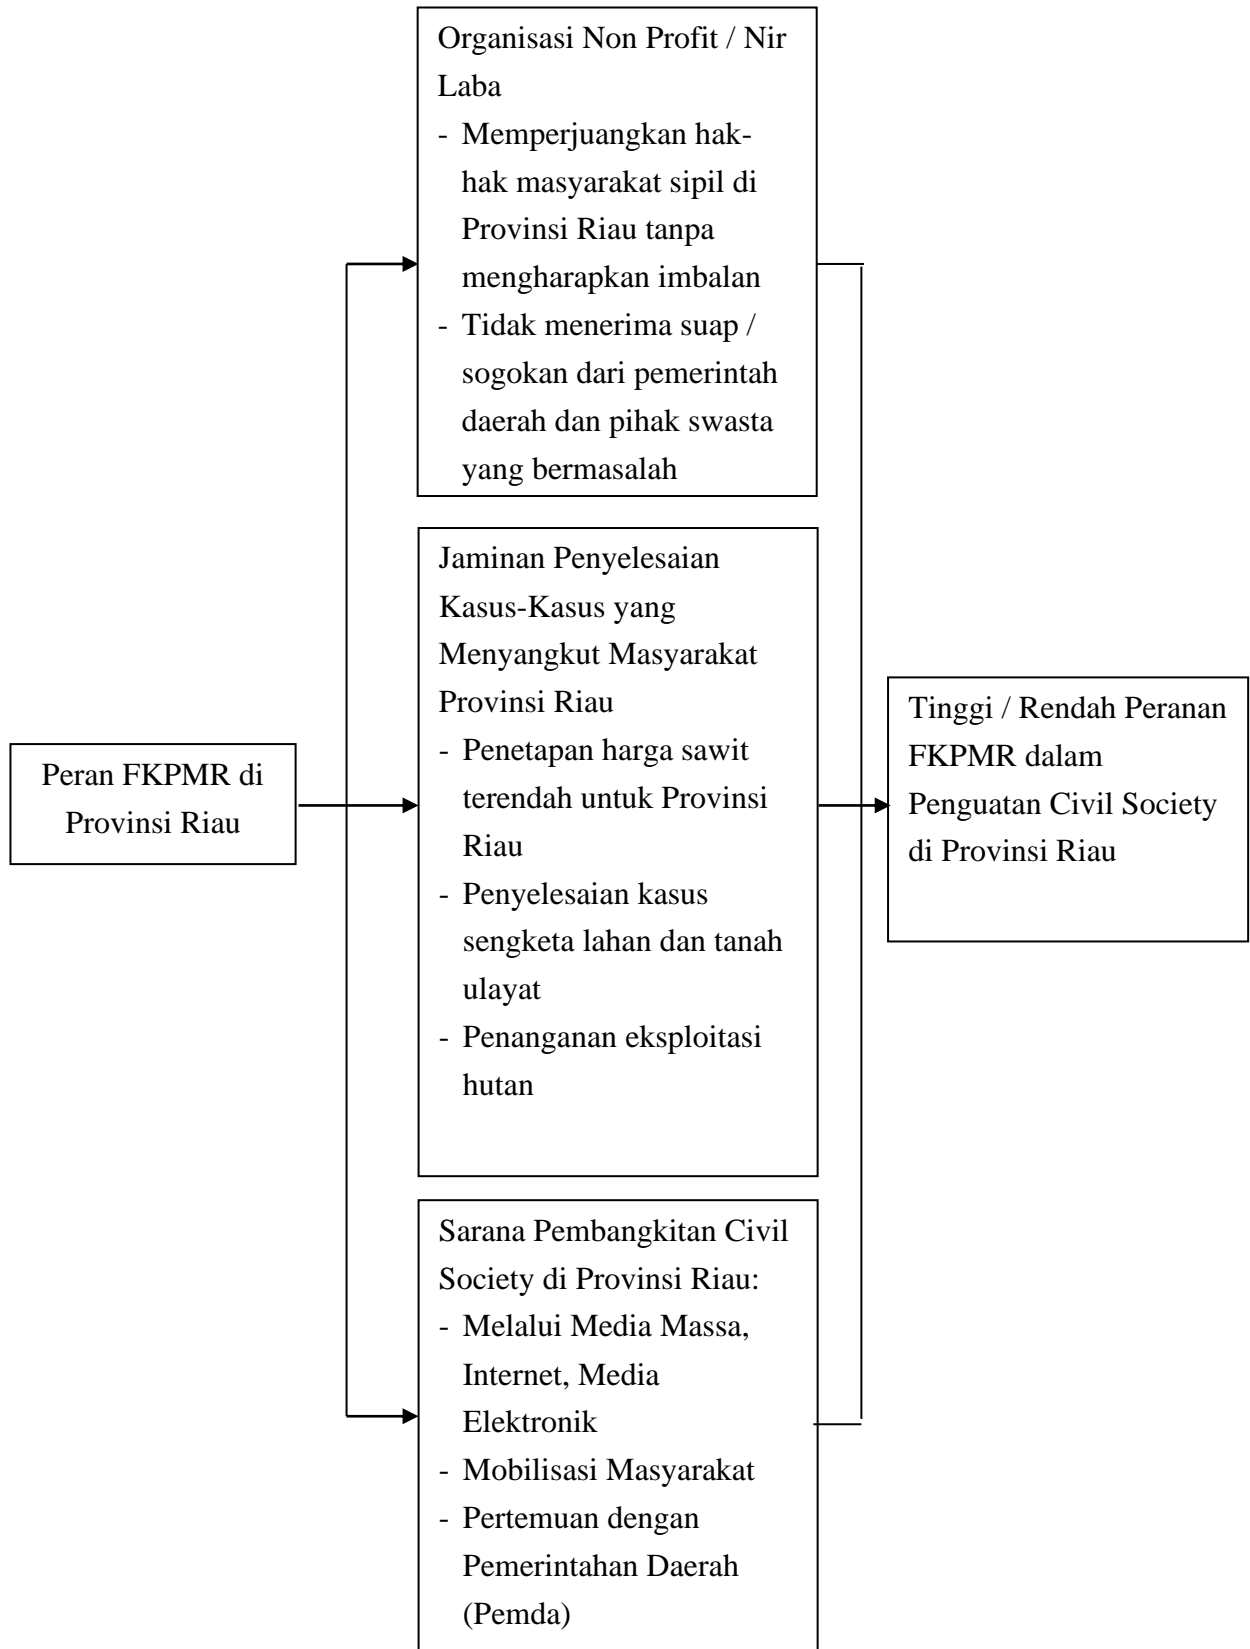 Organisasi Non Profit / Nir
Laba
- Memperjuangkan hak-
hak masyarakat sipil di
Provinsi Riau tanpa
mengharapkan imbalan
- Tidak menerima suap /
sogokan dari pemerintah
daerah dan pihak swasta
yang bermasalah
Jaminan Penyelesaian
Kasus-Kasus yang
Menyangkut Masyarakat
Provinsi Riau
- Penetapan harga sawit
terendah untuk Provinsi
Riau
- Penyelesaian kasus
sengketa lahan dan tanah
ulayat
- Penanganan eksploitasi
hutan
Peran FKPMR di
Provinsi Riau
Tinggi / Rendah Peranan
FKPMR dalam
Penguatan Civil Society
di Provinsi Riau
Sarana Pembangkitan Civil
Society di Provinsi Riau:
- Melalui Media Massa,
Internet, Media
Elektronik
- Mobilisasi Masyarakat
- Pertemuan dengan
Pemerintahan Daerah
(Pemda)